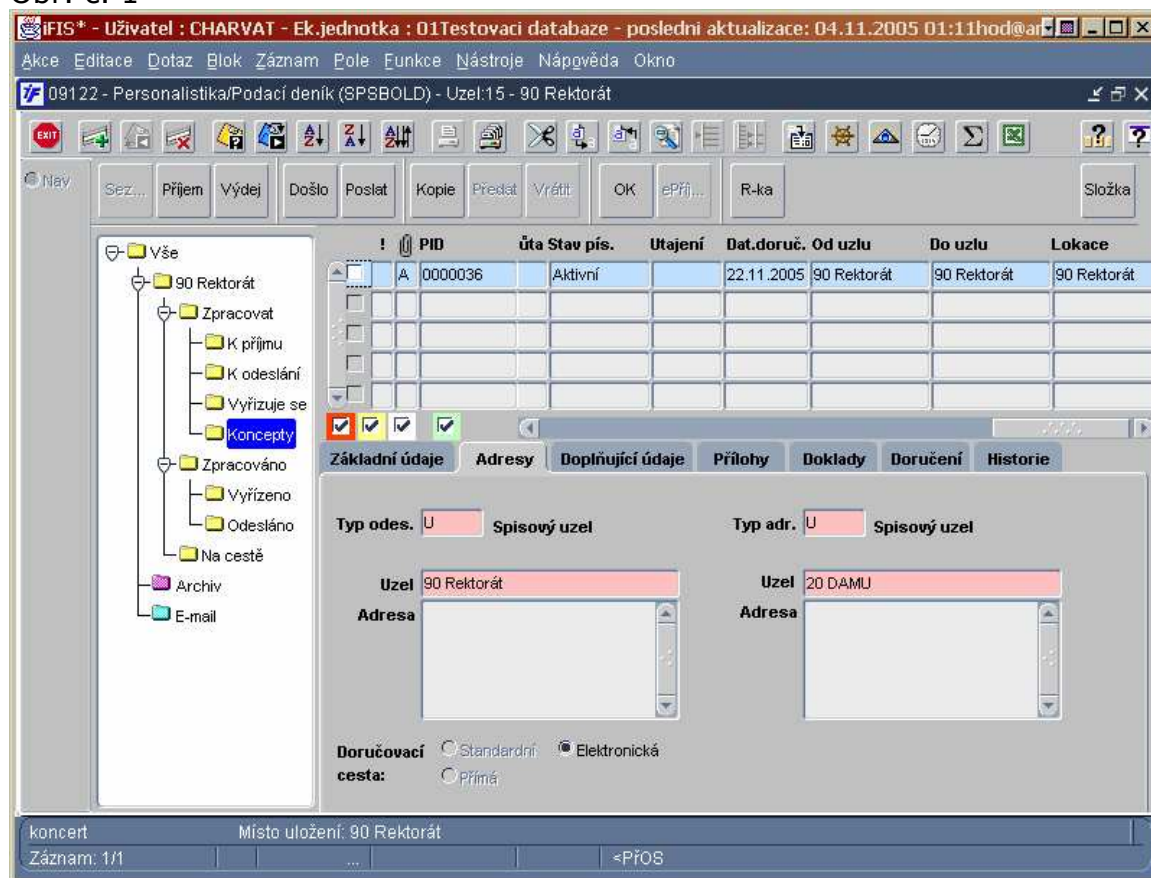 Obr. č. 1
iFIS* - Uživatel : CHARVAT - Ek.jednotka : 01Testovaci databaze - posledni aktualizace: 04.11.2005 01:11hod@ar
Akce Editace Dotaz Blok Záznam Pole Funkce Nástroje Nápověda Okno
09122 - Personalistika/Podací deník (SPSBOLD) - Uzel:15 - 90 Rektorát
EXIT
Nav
Sez... Příjem Výdej Došlo Poslat Kopie Předat Vrátit OK ePříj... R-ka Složka
! PID ůta Stav pís. Utajení Dat.doruč. Od uzlu Do uzlu Lokace
A 0000036 Aktivní 22.11.2005 90 Rektorát 90 Rektorát 90 Rektorát
Vše
90 Rektorát
Zpracovat
K příjmu
K odeslání
Vyřizuje se
Koncepty
Zpracováno
Vyřízeno
Odesláno
Na cestě
Archiv
E-mail
Základní údaje Adresy Doplňující údaje Přílohy Doklady Doručení Historie
Typ odes. U Spisový uzel Typ adr. U Spisový uzel
Uzel 90 Rektorát Uzel 20 DAMU
Adresa Adresa
Doručovací Standardní Elektronická
cesta: Přímá
koncert Místo uložení: 90 Rektorát
Záznam: 1/1 ... <PřOS